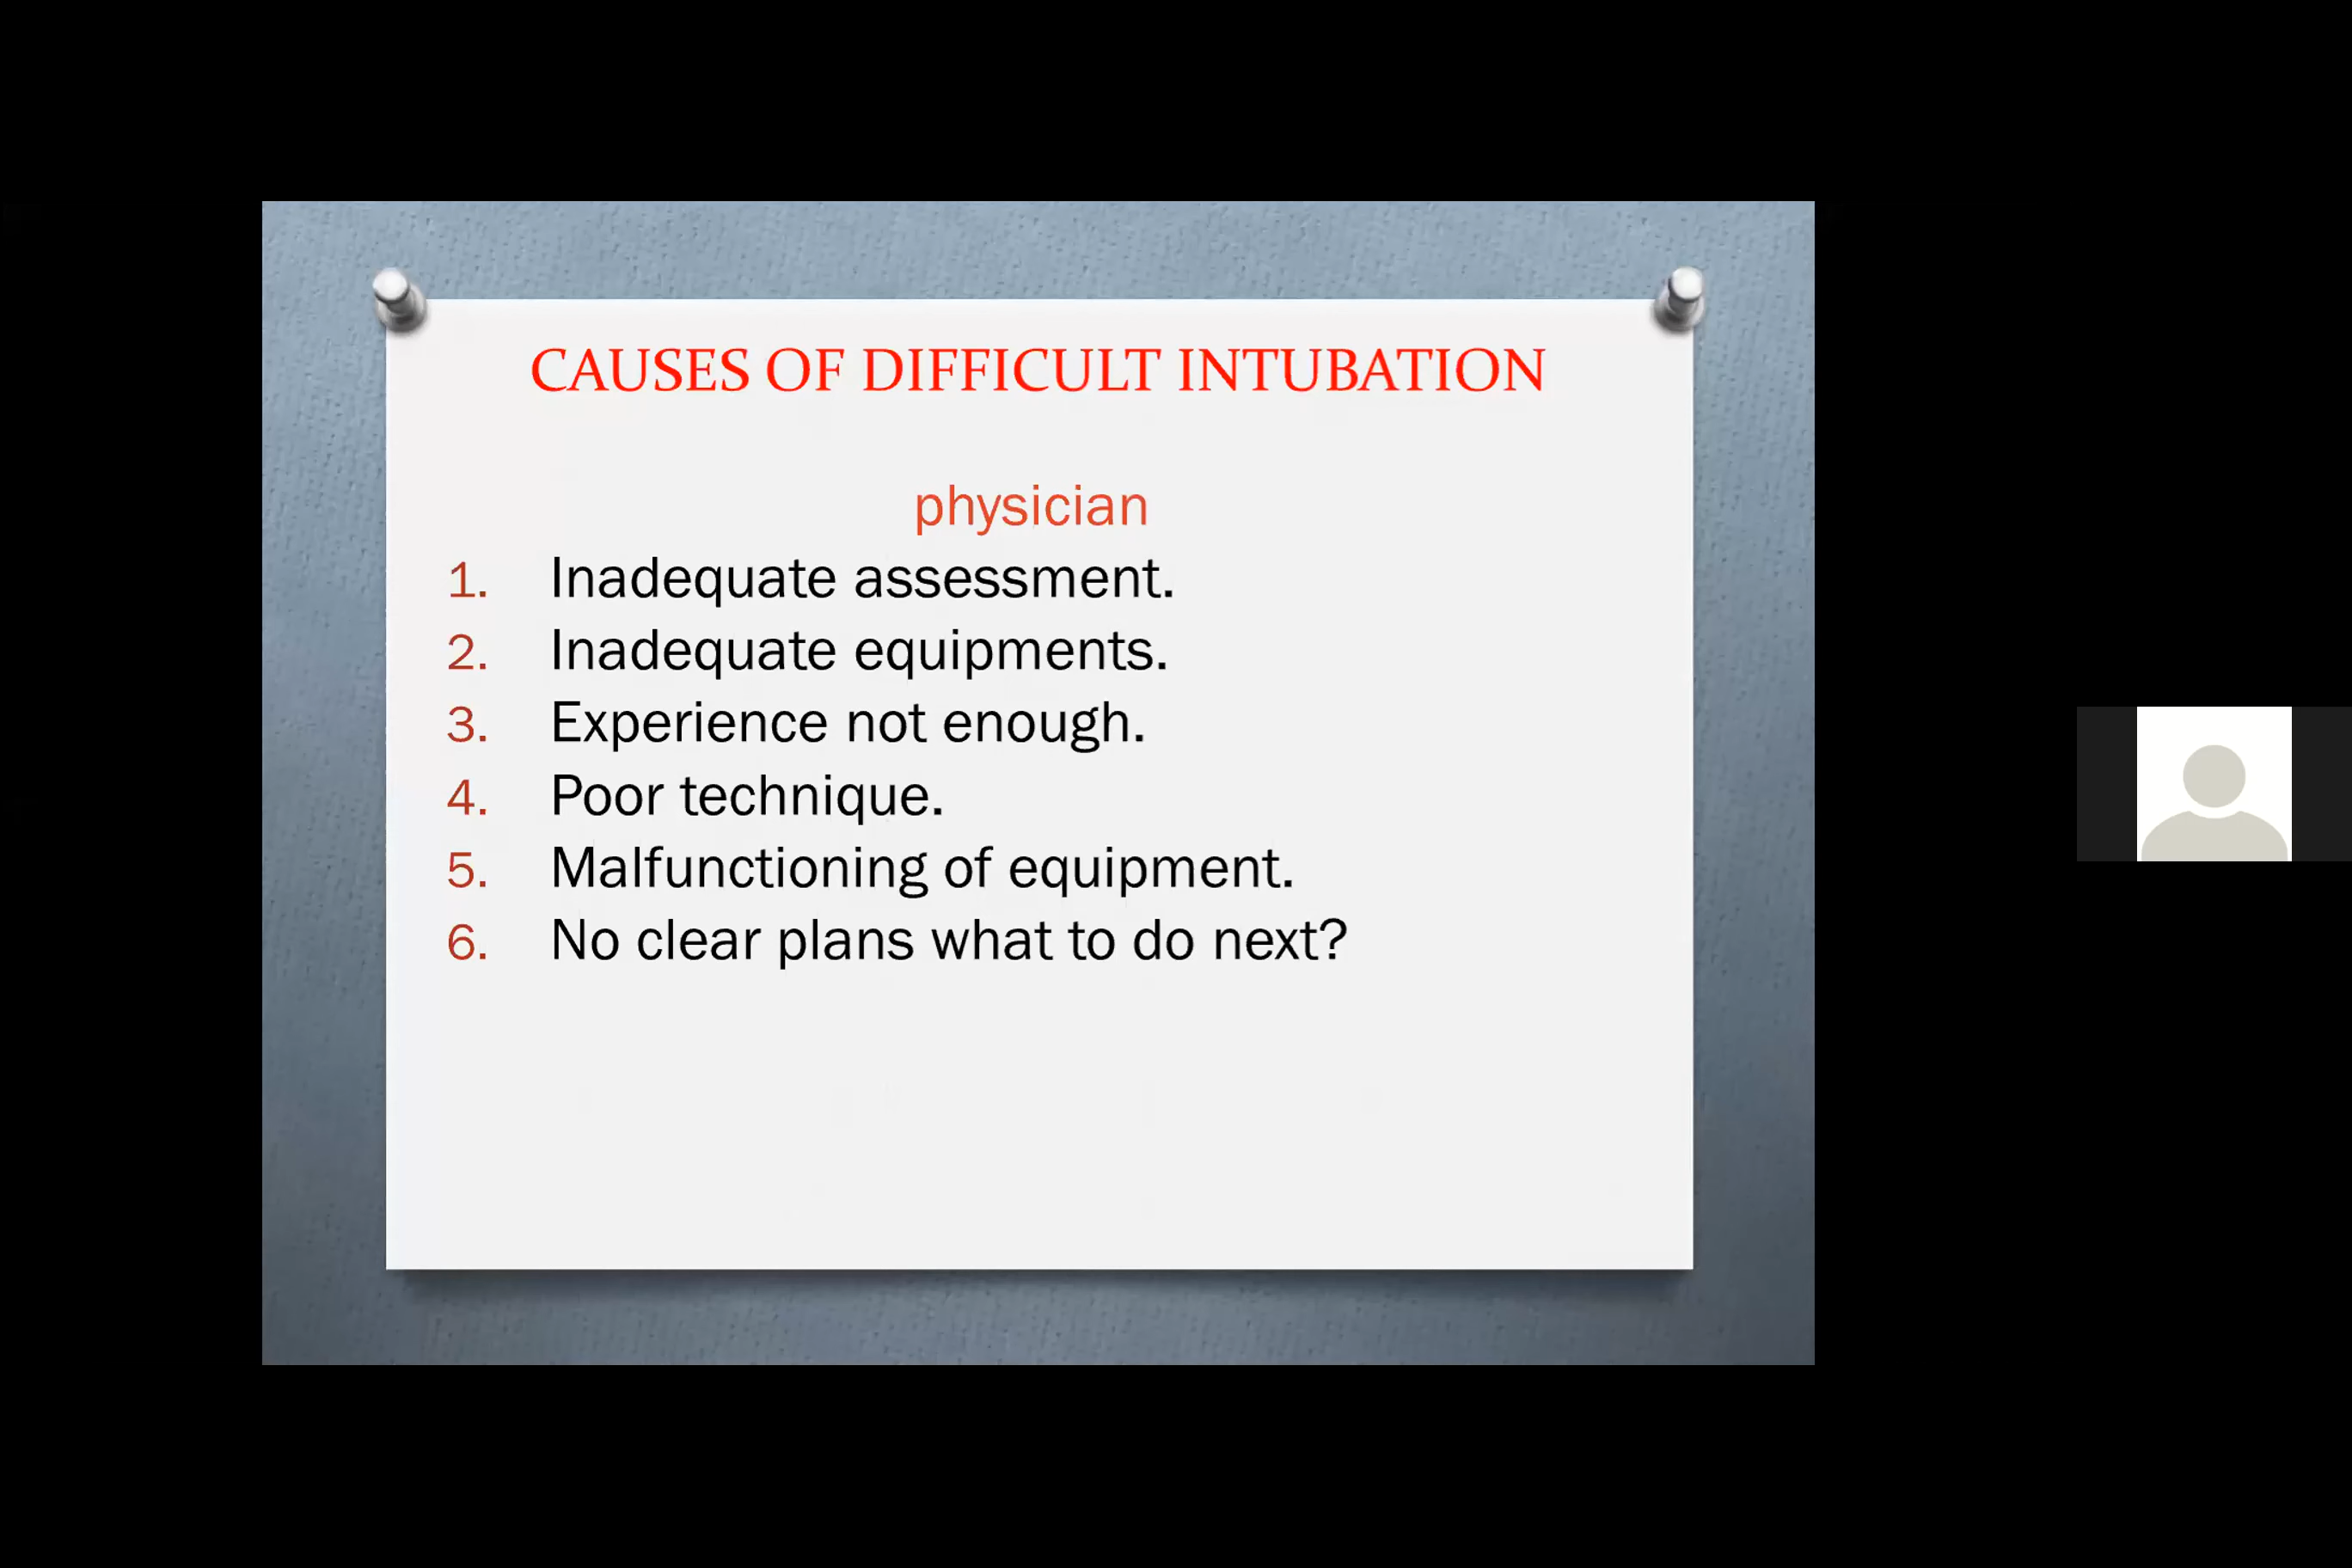 CAUSES OF DIFFICULT INTUBATION
physician
1. Inadequate assessment.
2. Inadequate equipments.
3. Experience not enough.
4. Poor technique.
5. Malfunctioning of equipment.
6. No clear plans what to do next?